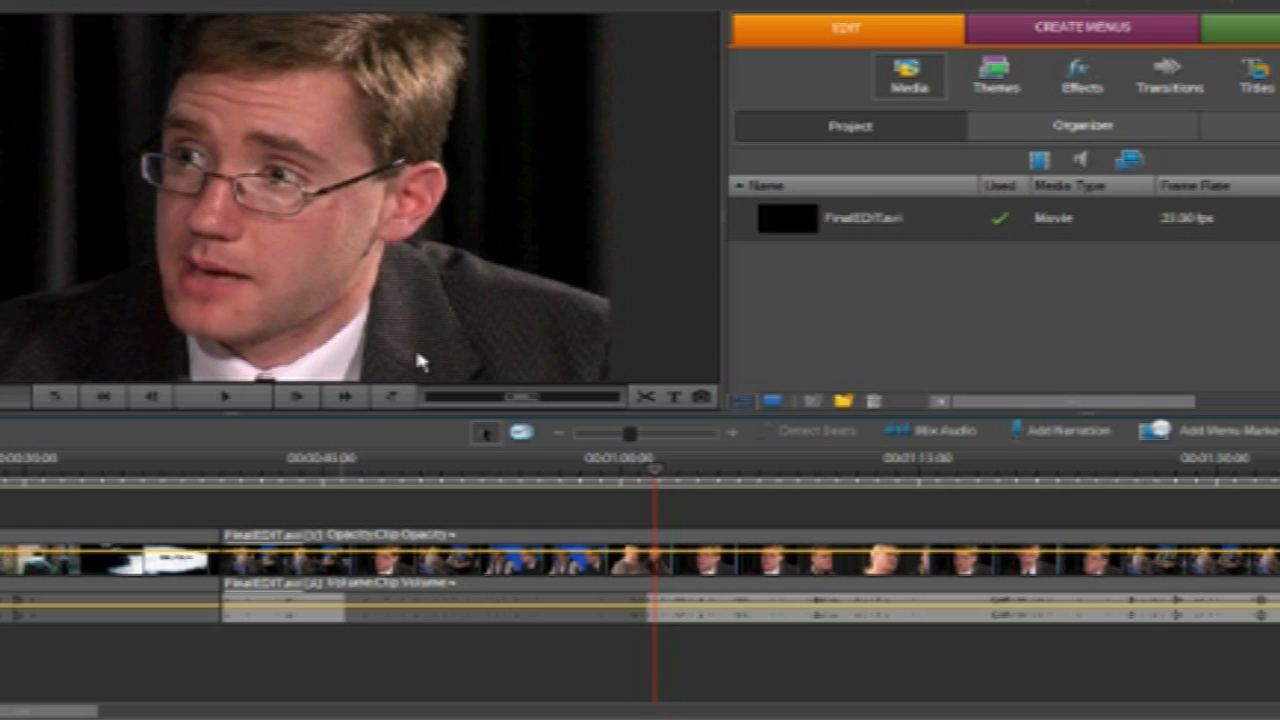 EDIT CREATE MENUS
Media Themes Effects Transitions Titles
Project Organizer
Name Used Media Type Frame Rate
FinalEDIT.avi Movie 25.00 fps
Detect Beats Mix Audio Add Narration Add Menu Marke
00:00:30:00 00:00:45:00 00:01:00:00 00:01:15:00 00:01:30:00
FinalEDIT.avi [V] Opacity:Clip Opacity
FinalEDIT.avi [A] Volume:Clip Volume